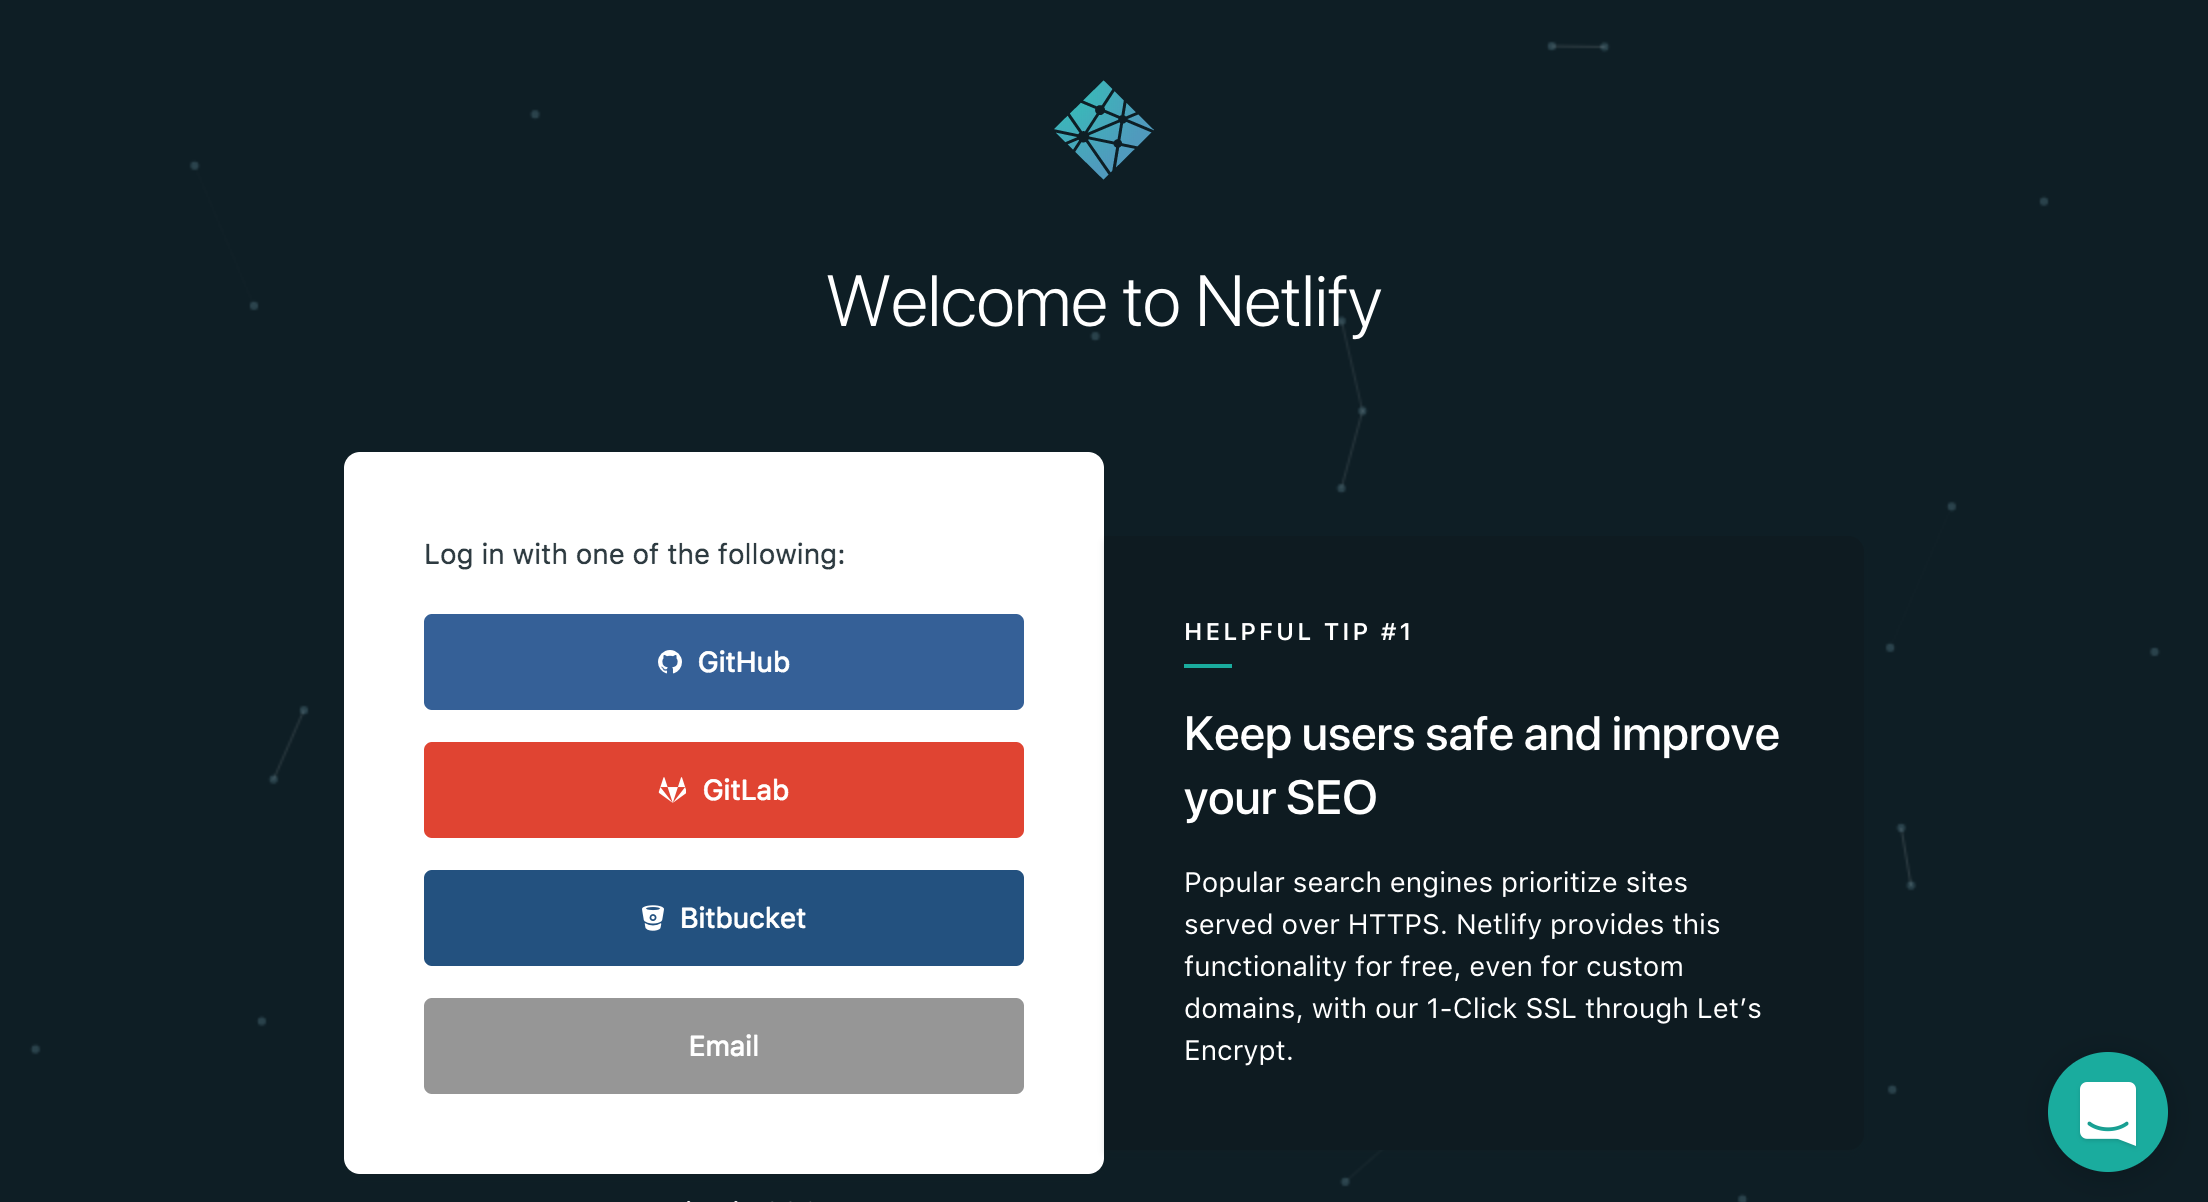 Welcome to Netlify
Log in with one of the following:
GitHub
GitLab
Bitbucket
Email
HELPFUL TIP #1
Keep users safe and improve
your SEO
Popular search engines prioritize sites
served over HTTPS. Netlify provides this
functionality for free, even for custom
domains, with our 1-Click SSL through Let’s
Encrypt.